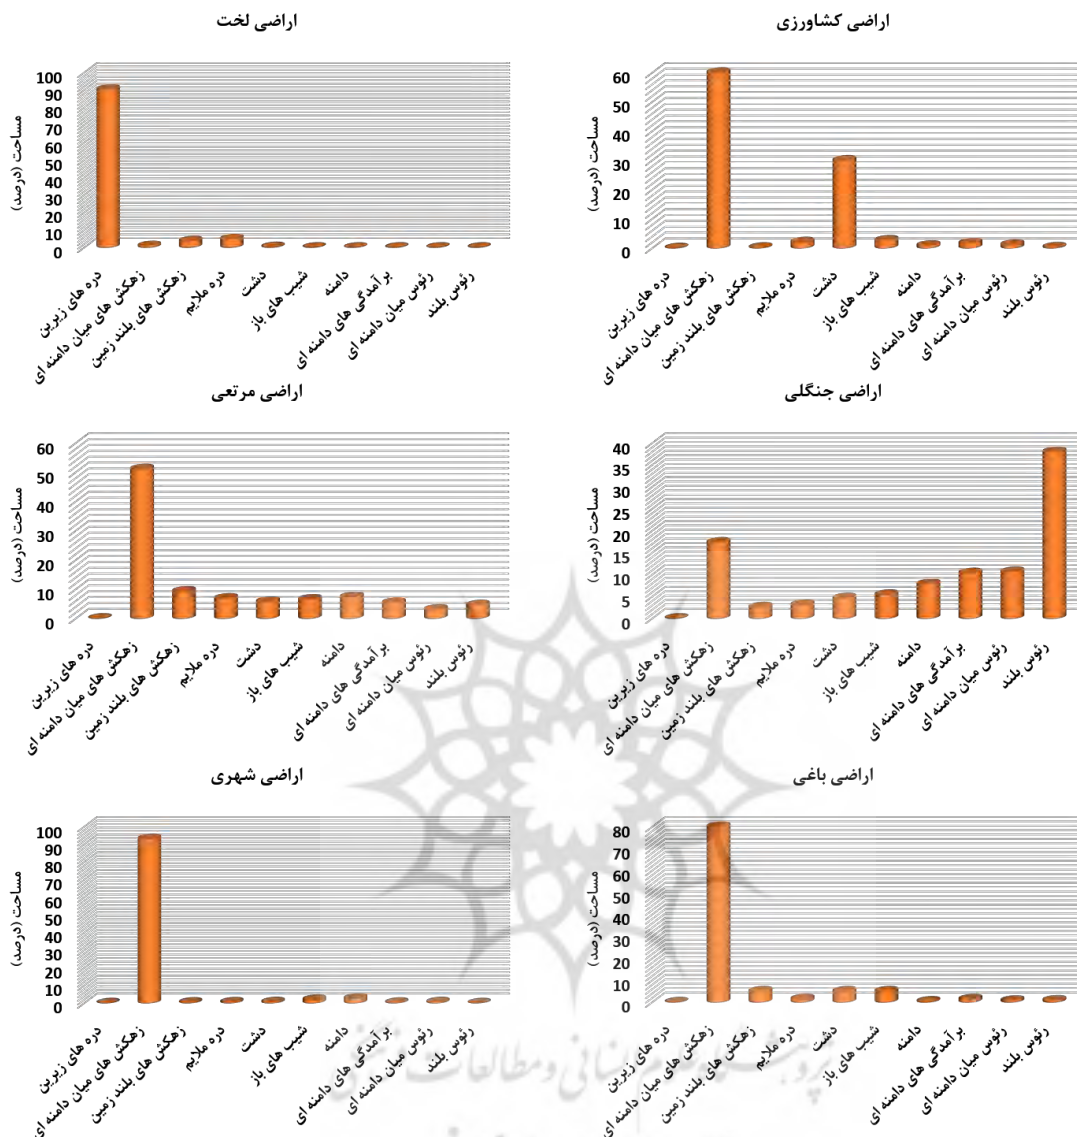 اراضی کشاورزی
مساحت (درصد)
60
50
40
30
20
10
0
دره های زیرین
زهکش های میان دامنه ای
زهکش های بلند زمین
دره ملایم
دشت
شیب های باز
دامنه
برآمدگی های دامنه ای
رئوس میان دامنه ای
رئوس بلند
اراضی لخت
مساحت (درصد)
100
90
80
70
60
50
40
30
20
10
0
دره های زیرین
زهکش های میان دامنه ای
زهکش های بلند زمین
دره ملایم
دشت
شیب های باز
دامنه
برآمدگی های دامنه ای
رئوس میان دامنه ای
رئوس بلند
اراضی جنگلی
مساحت (درصد)
40
35
30
25
20
15
10
5
0
دره های زیرین
زهکش های میان دامنه ای
زهکش های بلند زمین
دره ملایم
دشت
شیب های باز
دامنه
برآمدگی های دامنه ای
رئوس میان دامنه ای
رئوس بلند
اراضی مرتعی
مساحت (درصد)
60
50
40
30
20
10
0
دره های زیرین
زهکش های میان دامنه ای
زهکش های بلند زمین
دره ملایم
دشت
شیب های باز
دامنه
برآمدگی های دامنه ای
رئوس میان دامنه ای
رئوس بلند
اراضی باغی
مساحت (درصد)
80
70
60
50
40
30
20
10
0
دره های زیرین
زهکش های میان دامنه ای
زهکش های بلند زمین
دره ملایم
دشت
شیب های باز
دامنه
برآمدگی های دامنه ای
رئوس میان دامنه ای
رئوس بلند
اراضی شهری
مساحت (درصد)
100
90
80
70
60
50
40
30
20
10
0
دره های زیرین
زهکش های میان دامنه ای
زهکش های بلند زمین
دره ملایم
دشت
شیب های باز
دامنه
برآمدگی های دامنه ای
رئوس میان دامنه ای
رئوس بلند
پژوهشگاه علوم انسانی و مطالعات فرهنگی